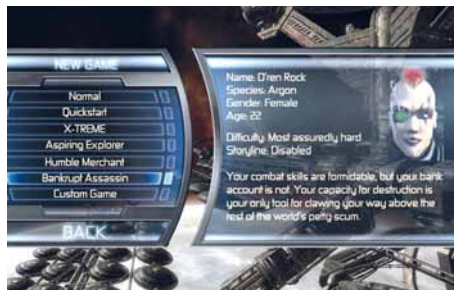 NEW GAME
Normal
Quickstart
X-TREME
Aspiring Explorer
Humble Merchant
Bankrupt Assassin
Custom Game
BACK
Name: D'ren Rock
Species: Argon
Gender: Female
Age: 22
Difficulty: Most assuredly hard
Storyline: Disabled
Your combat skills are formidable, but your bank
account is not. Your capacity for destruction is
your only tool for clawing your way above the
rest of the world's petty scum.